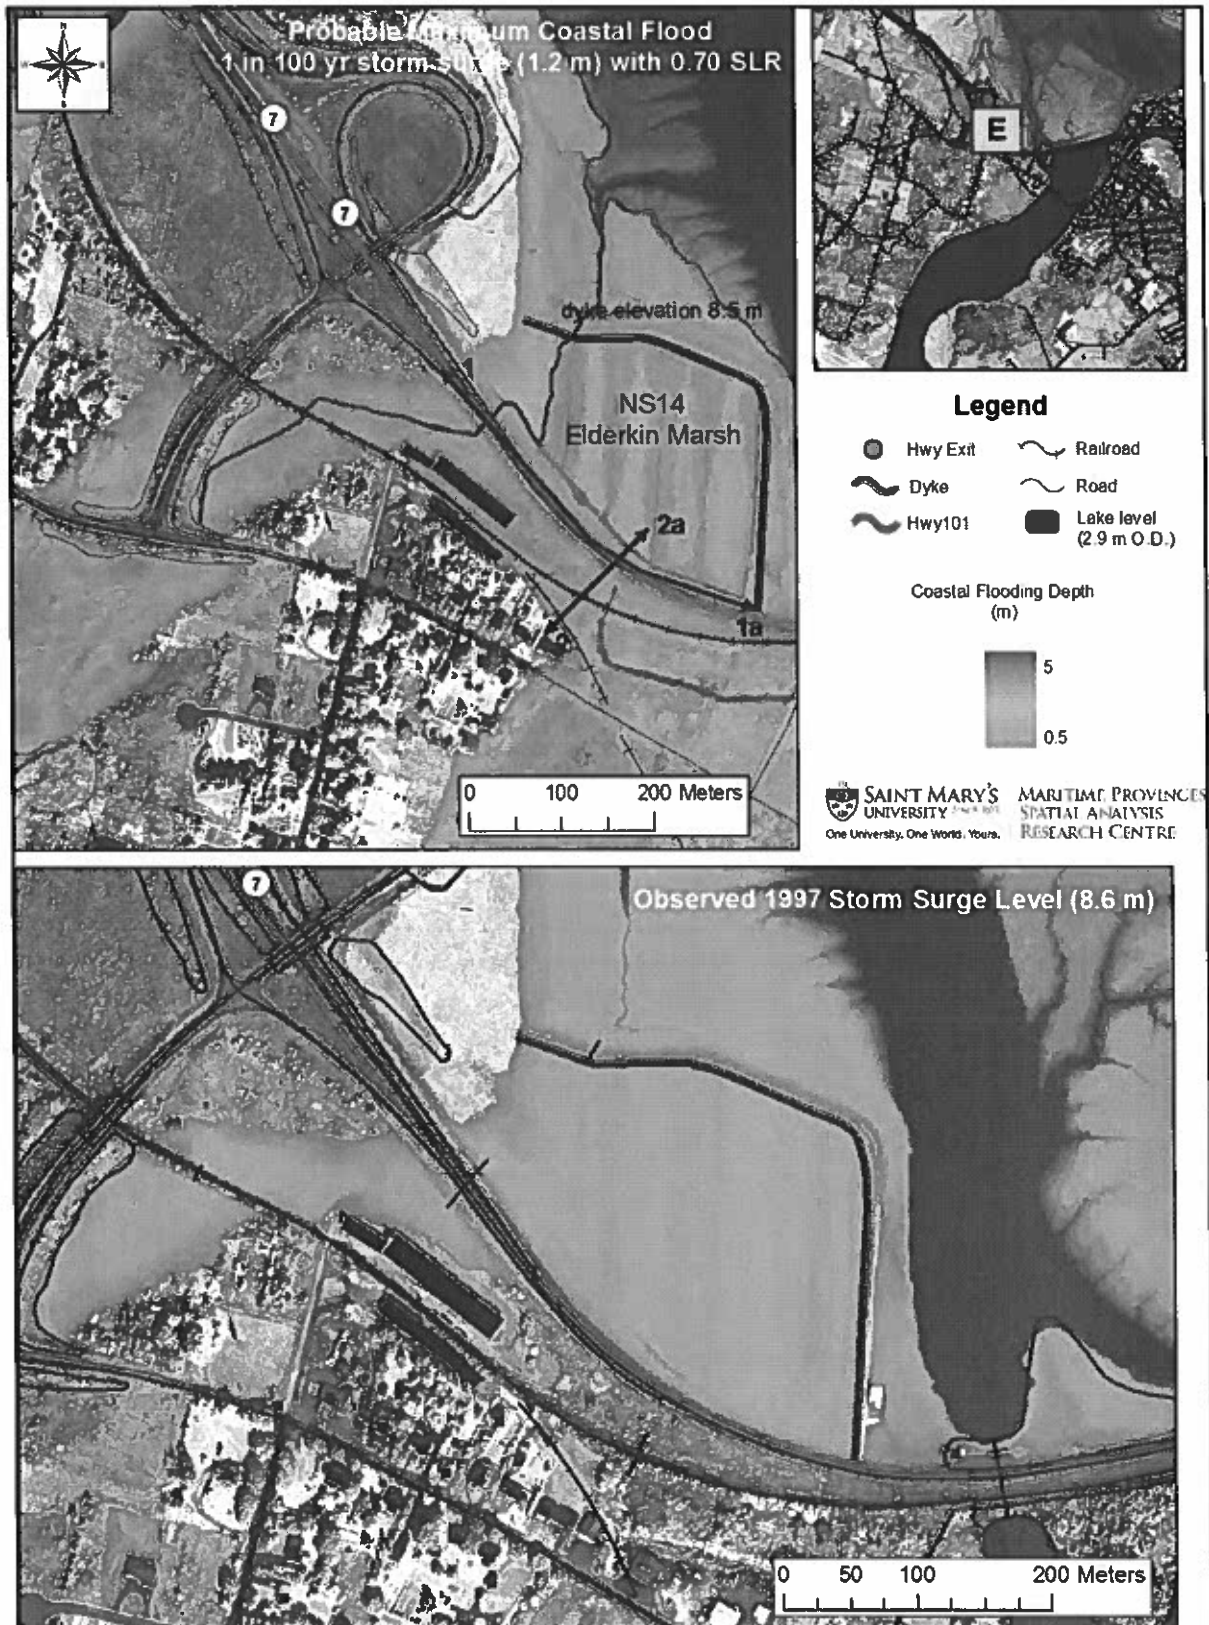 Probable Maximum Coastal Flood
1 in 100 yr storm surge (1.2 m) with 0.70 SLR
N
7
7
E
dyke elevation 8.5 m
1
NS14
Elderkin Marsh
2a
1a
2
0 100 200 Meters
Legend
Hwy Exit
Railroad
Dyke
Road
Hwy101
Lake level
(2.9 m O.D.)
Coastal Flooding Depth
(m)
5
0.5
SAINT MARY'S
UNIVERSITY
One University. One World. Yours.
MARITIME PROVINCES
SPATIAL ANALYSIS
RESEARCH CENTRE
7
Observed 1997 Storm Surge Level (8.6 m)
0 50 100 200 Meters